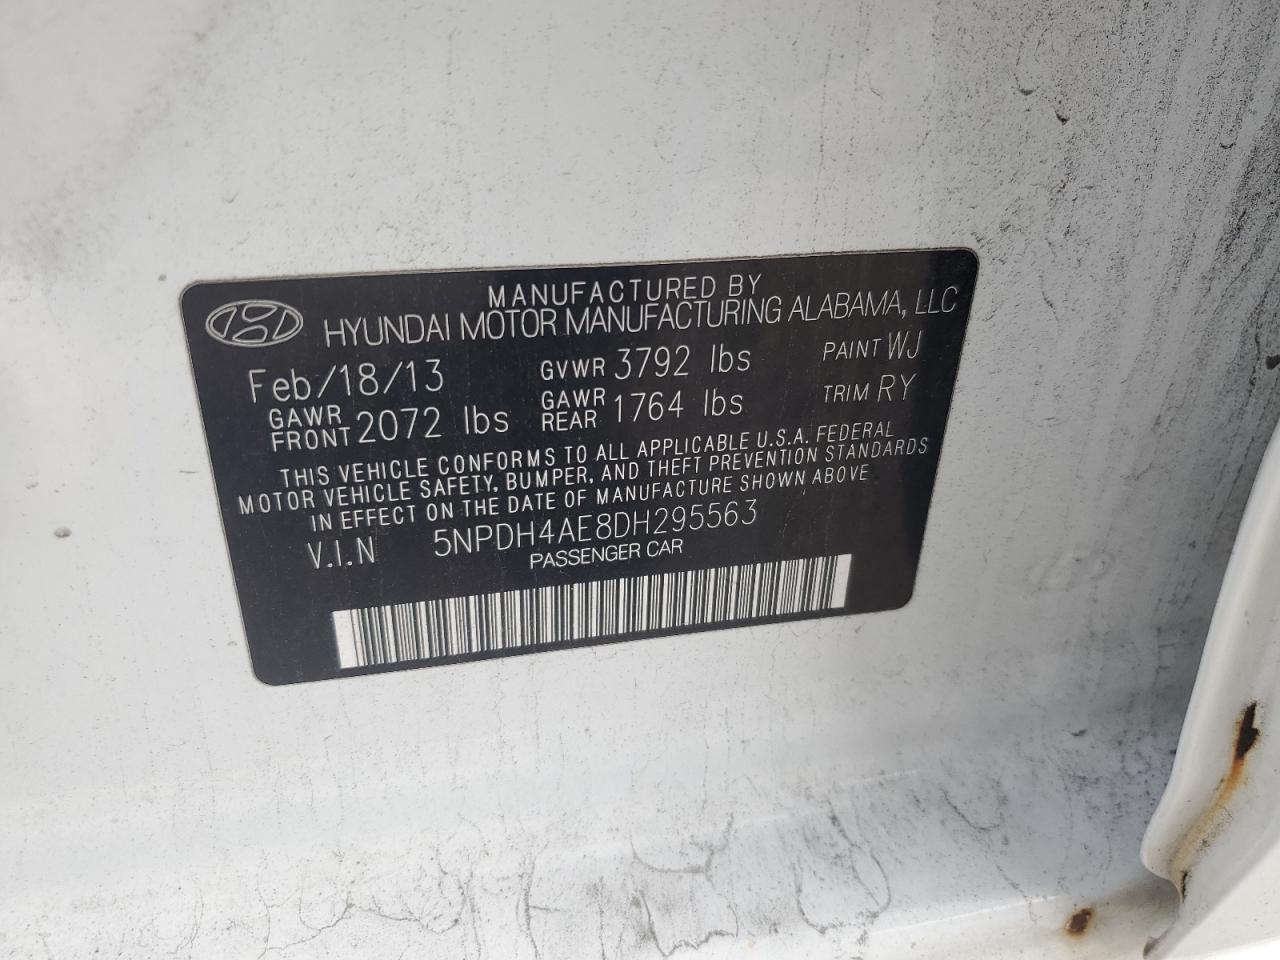 MANUFACTURED BY
HYUNDAI MOTOR MANUFACTURING ALABAMA, LLC
Feb/18/13 GVWR 3792 lbs PAINT WJ
GAWR FRONT 2072 lbs GAWR REAR 1764 lbs TRIM RY
THIS VEHICLE CONFORMS TO ALL APPLICABLE U.S.A. FEDERAL
MOTOR VEHICLE SAFETY, BUMPER, AND THEFT PREVENTION STANDARDS
IN EFFECT ON THE DATE OF MANUFACTURE SHOWN ABOVE
V.I.N 5NPDH4AE8DH295563
PASSENGER CAR